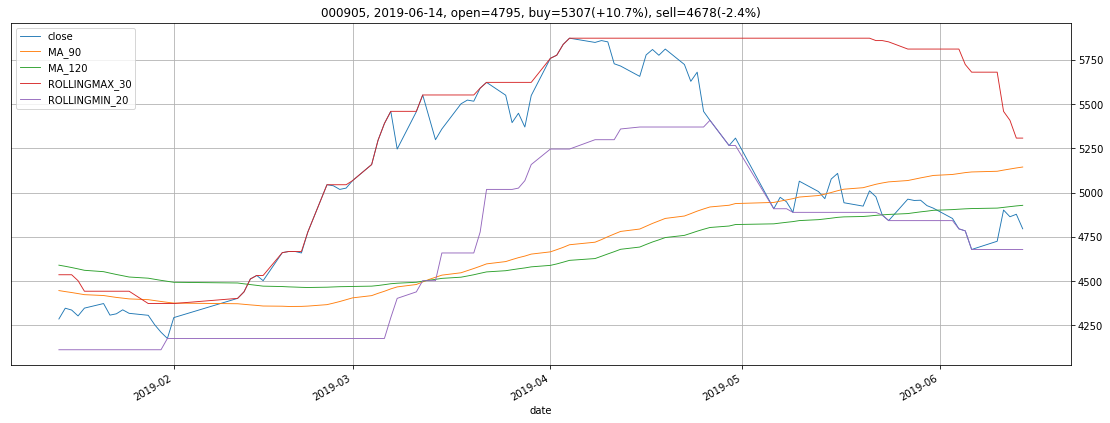 000905, 2019-06-14, open=4795, buy=5307(+10.7%), sell=4678(-2.4%)
close
MA_90
MA_120
ROLLINGMAX_30
ROLLINGMIN_20
5750
5500
5250
5000
4750
4500
4250
2019-02
2019-03
2019-04
2019-05
2019-06
date